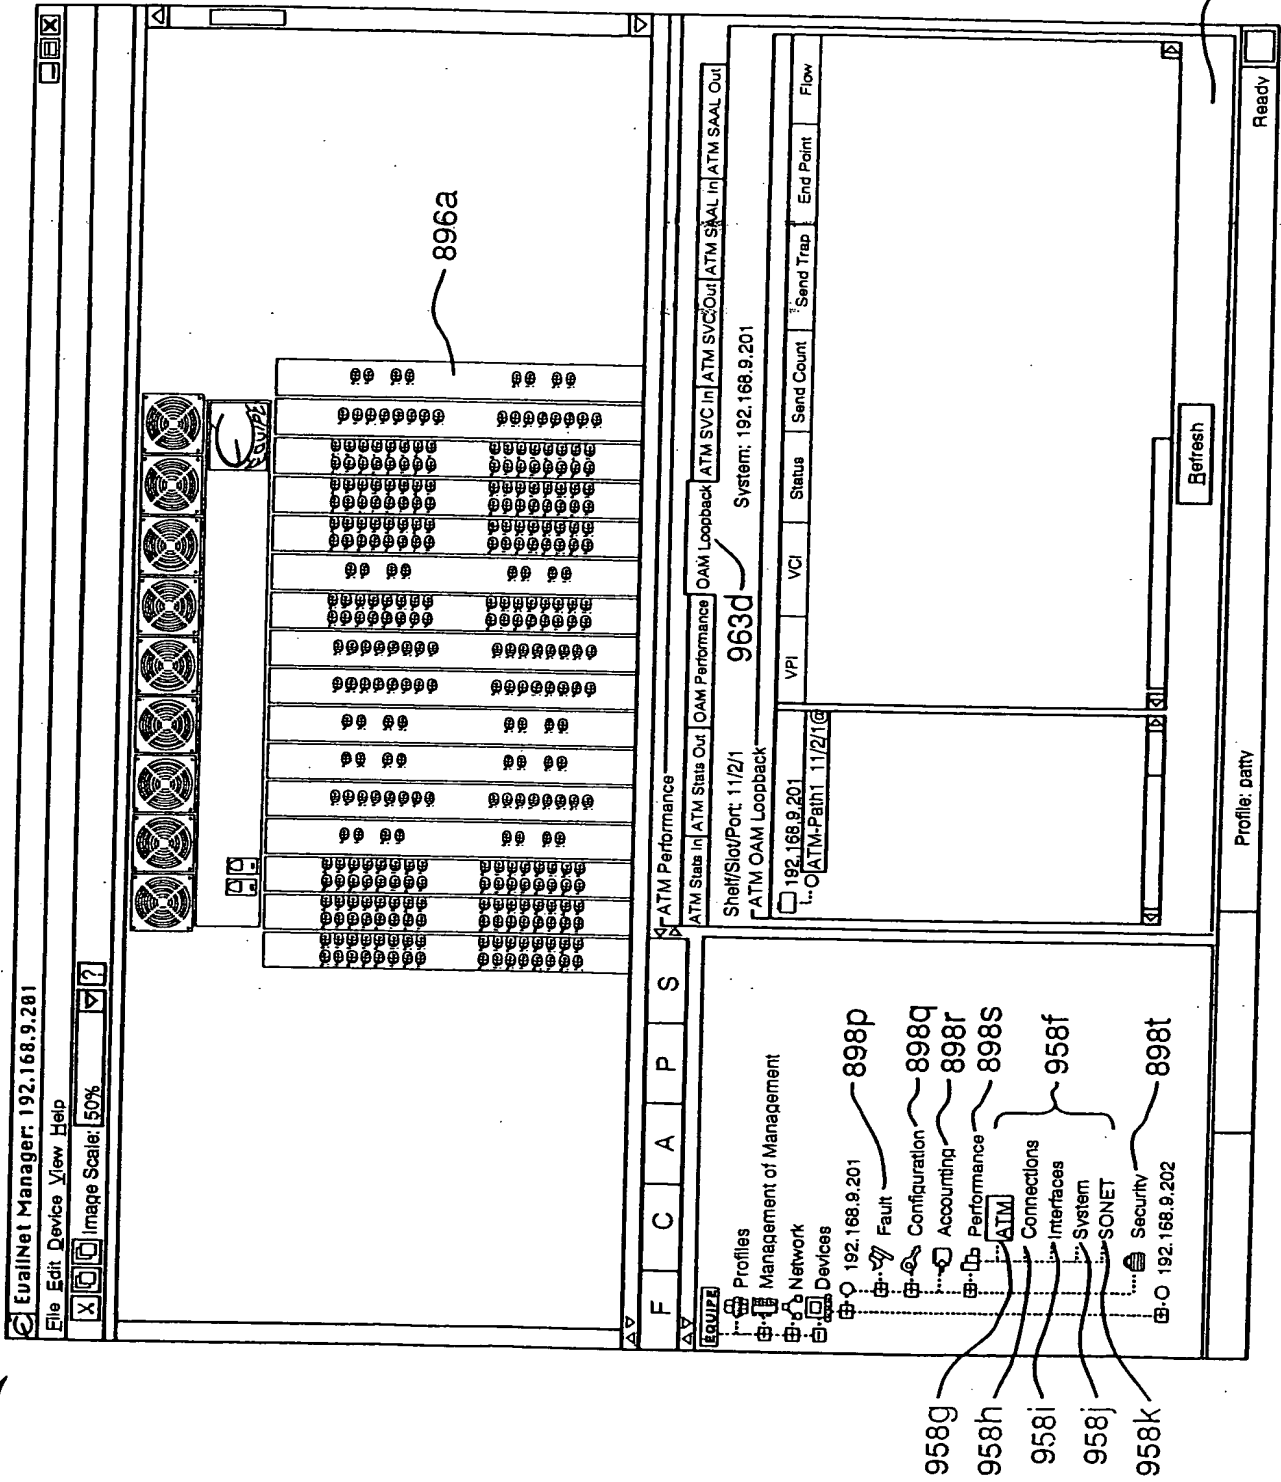 EuallNet Manager: 192.168.9.201
File Edit Device View Help
X Image Scale: 50% ?
896a
F C A P S
EQUIPE
Profiles
Management of Management
Network
Devices
192.168.9.201
Fault
Configuration
Accounting
Performance
ATM
Connections
Interfaces
System
SONET
Security
192.168.9.202
898p
898q
898r
898s
958f
898t
958g
958h
958i
958j
958k
ATM Performance
ATM Stats In ATM Stats Out OAM Performance OAM Loopback ATM SVC In ATM SVC Out ATM SAAL In ATM SAAL Out
Shelf/Slot/Port: 11/2/1 963d System: 192.168.9.201
ATM OAM Loopback
192.168.9.201
ATM-Path1 11/2/1@
VPI VCI Status Send Count Send Trap End Point Flow
Refresh
Profile: patty Ready